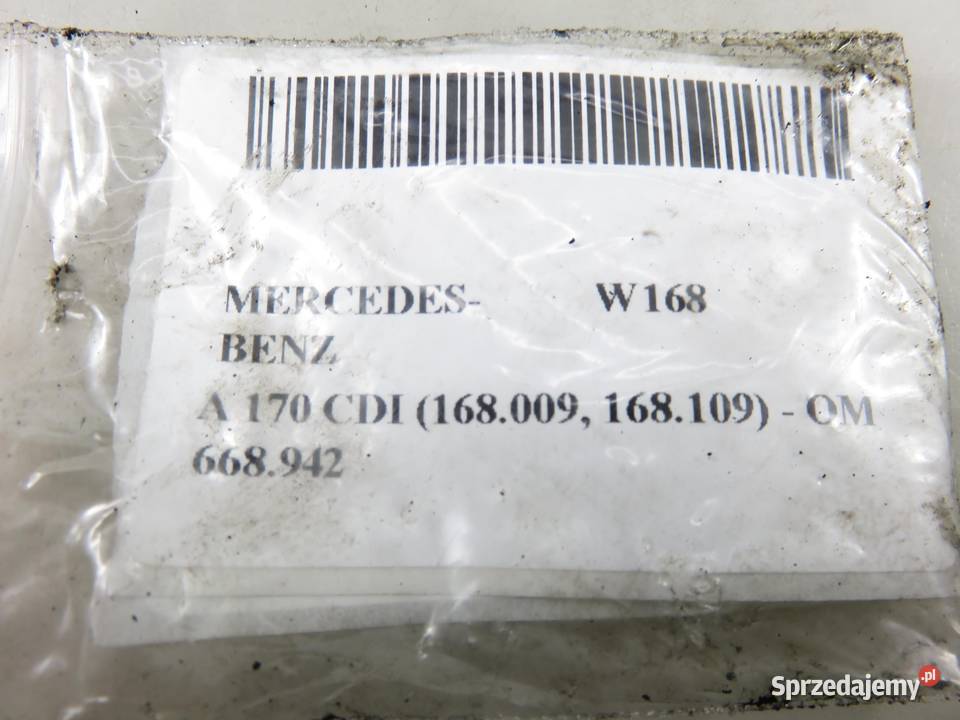 MERCEDES- W168
BENZ
A 170 CDI (168.009, 168.109) - OM
668.942
Sprzedajemy.pl